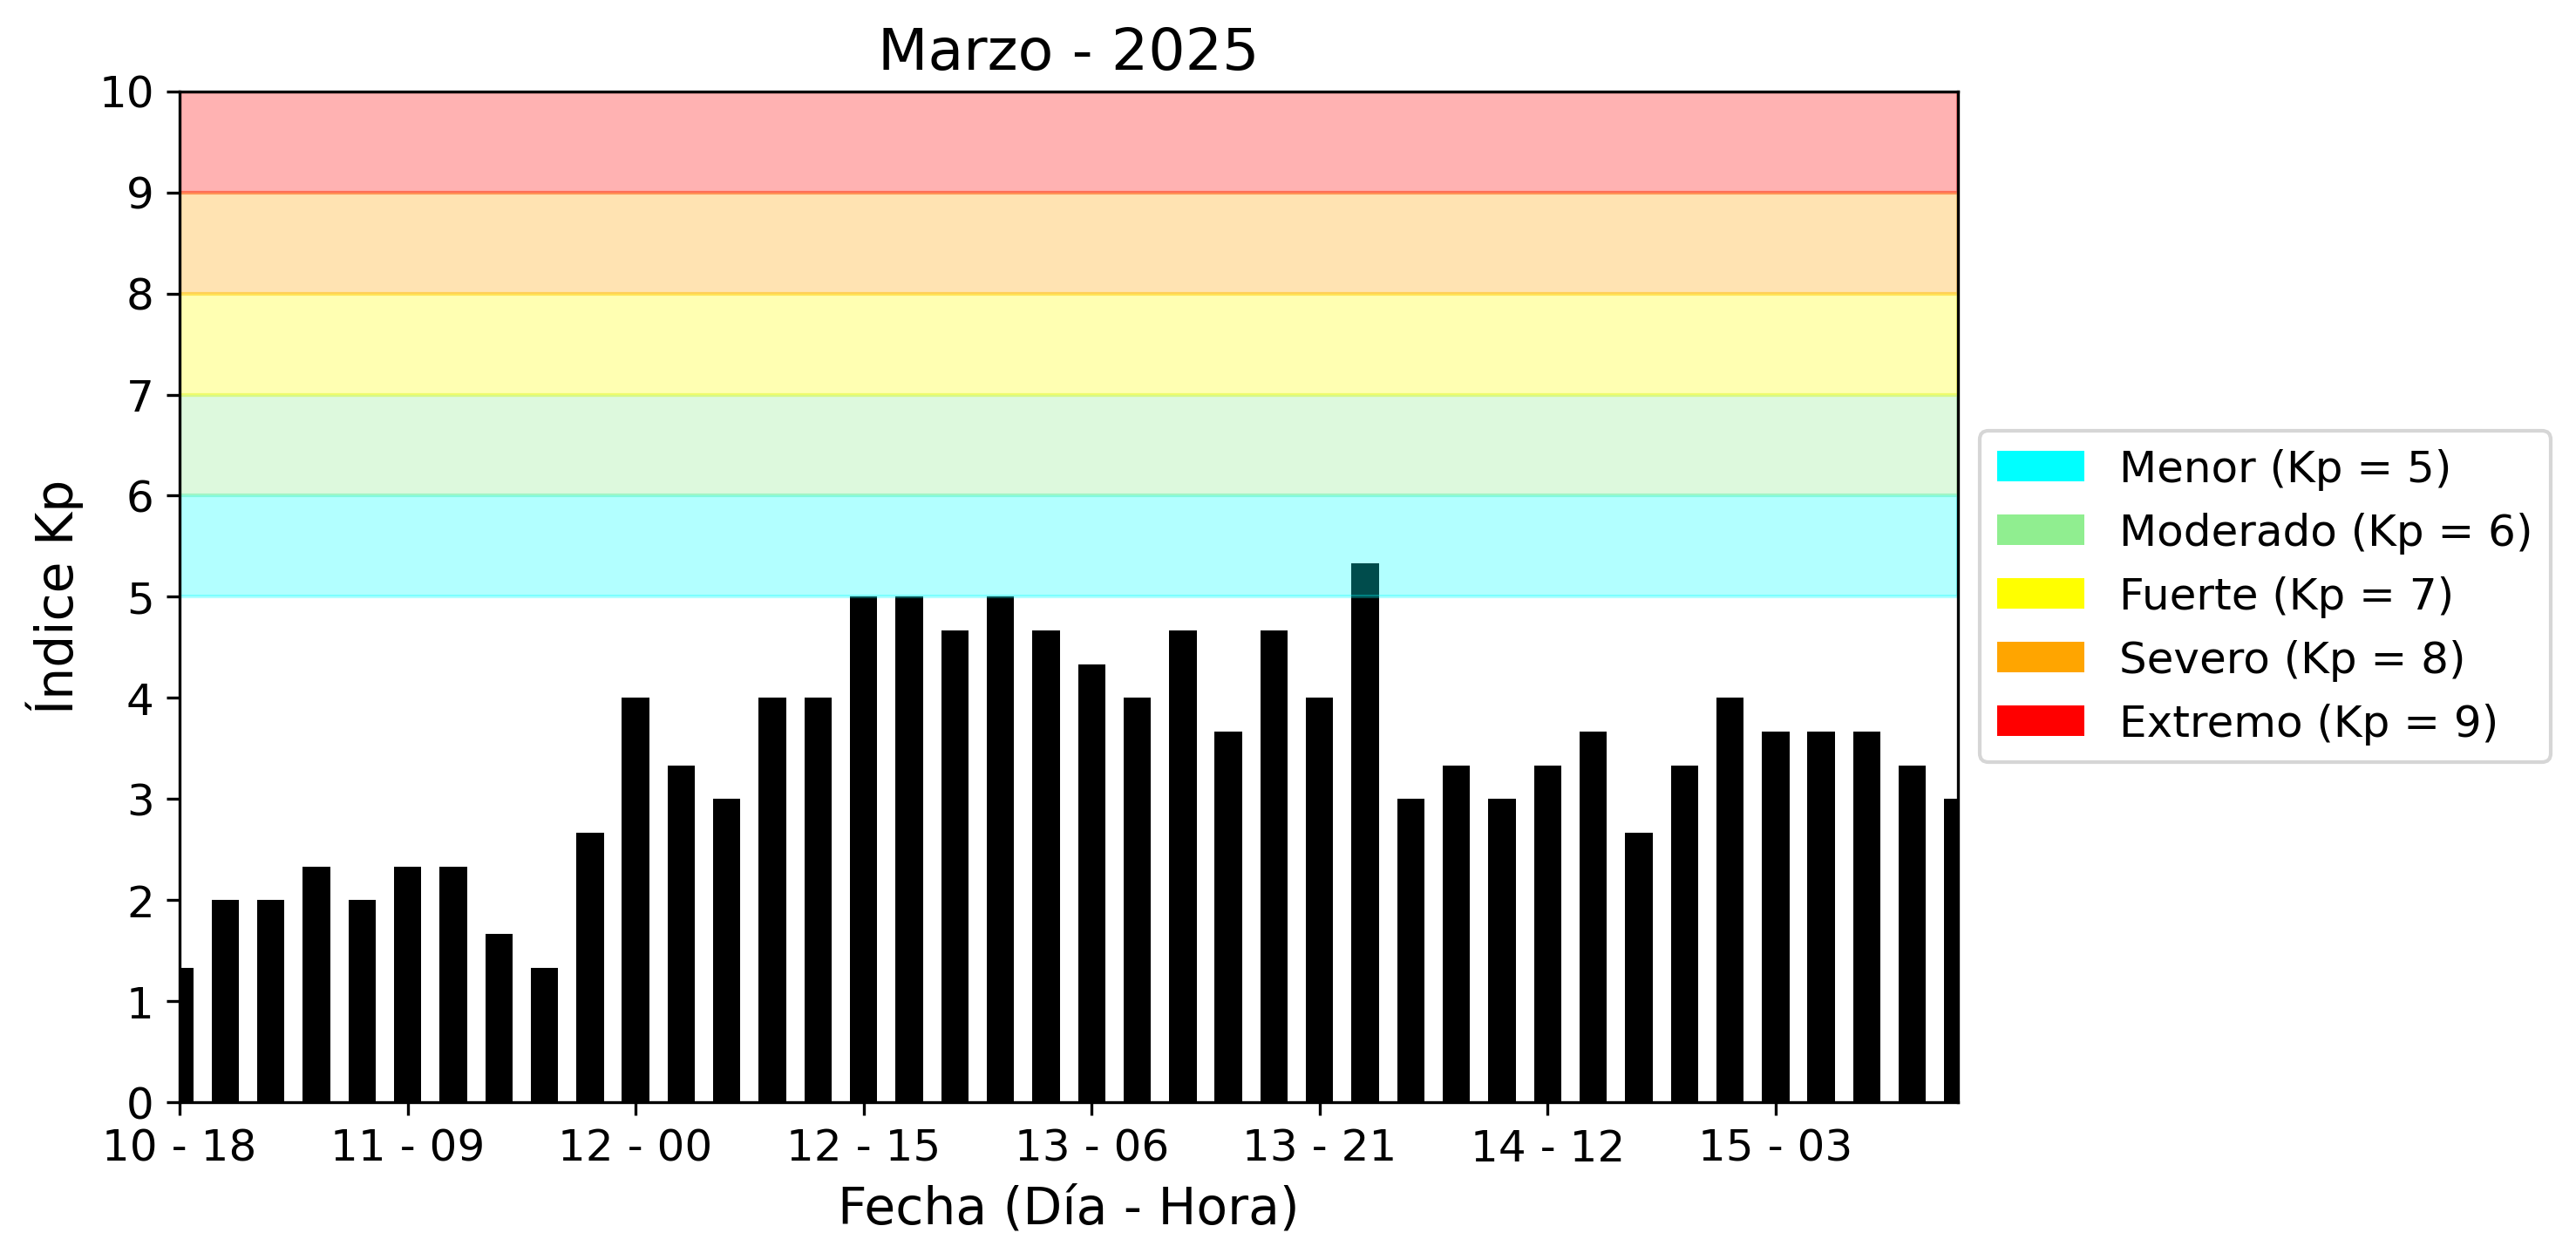 Marzo - 2025
10
9
8
7
6
5
4
3
2
1
0
Índice Kp
10 - 18
11 - 09
12 - 00
12 - 15
13 - 06
13 - 21
14 - 12
15 - 03
Fecha (Día - Hora)
Menor (Kp = 5)
Moderado (Kp = 6)
Fuerte (Kp = 7)
Severo (Kp = 8)
Extremo (Kp = 9)